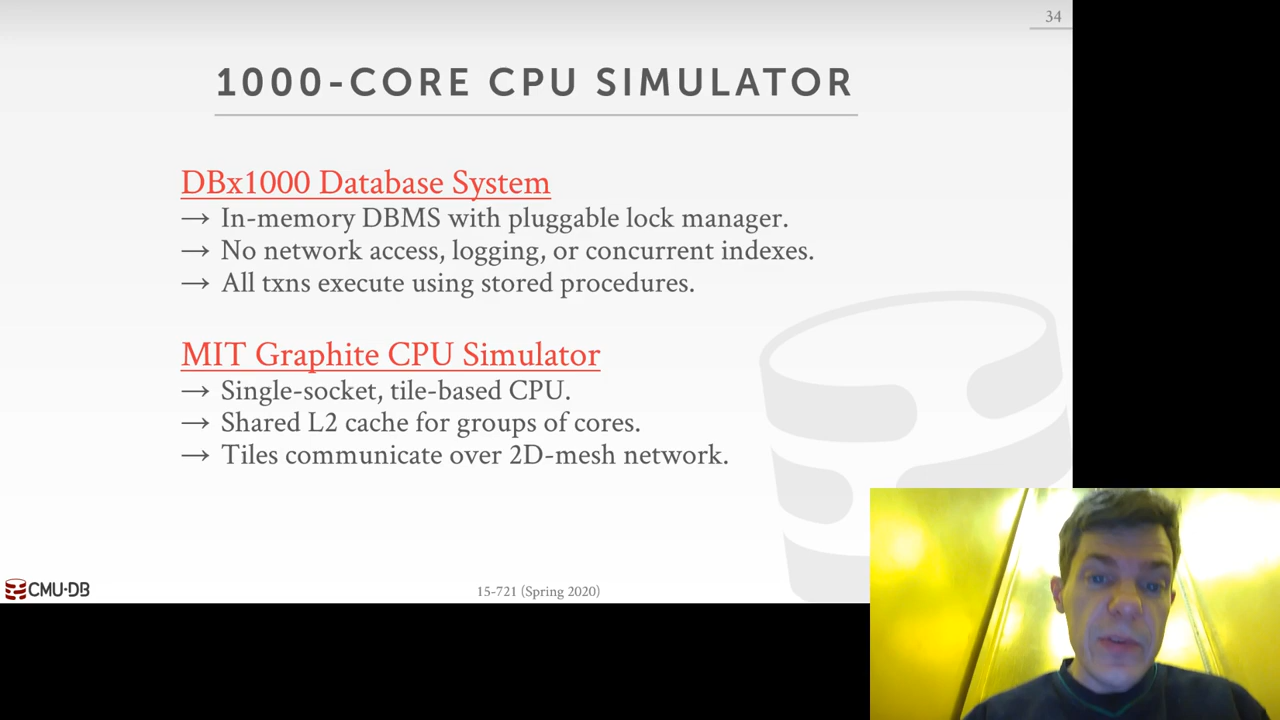 34
1000-CORE CPU SIMULATOR
DBx1000 Database System
→ In-memory DBMS with pluggable lock manager.
→ No network access, logging, or concurrent indexes.
→ All txns execute using stored procedures.
MIT Graphite CPU Simulator
→ Single-socket, tile-based CPU.
→ Shared L2 cache for groups of cores.
→ Tiles communicate over 2D-mesh network.
CMU·DB
15-721 (Spring 2020)